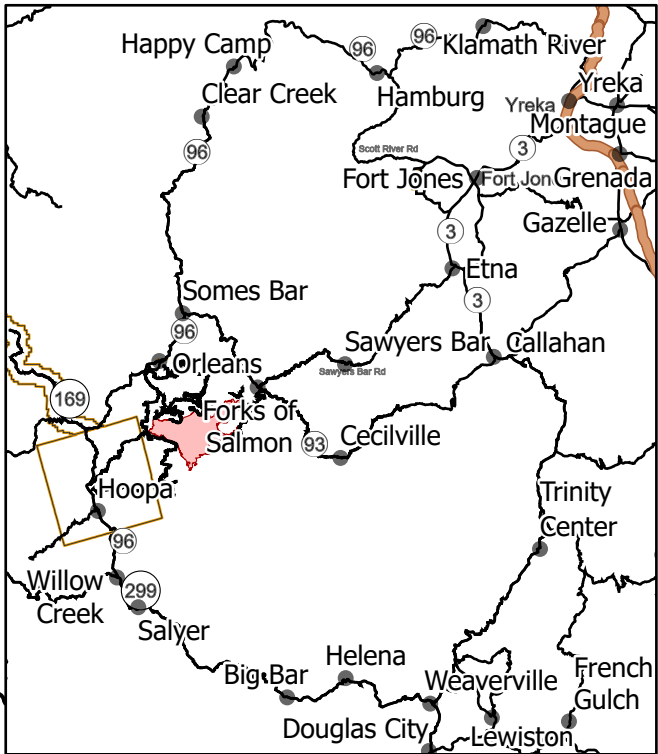 96
96
Klamath River
Happy Camp
Yreka
Hamburg
Clear Creek
Yreka
Montague
3
Scott River Rd
96
Fort Jones
Fort Jon
Grenada
Gazelle
3
Etna
Somes Bar
3
96
Sawyers Bar
Callahan
Orleans
Sawyers Bar Rd
169
Forks of
Salmon
93
Cecilville
Hoopa
Trinity
Center
96
Willow
Creek
299
Salyer
Helena
Big Bar
Weaverville
French
Gulch
Douglas City
Lewiston